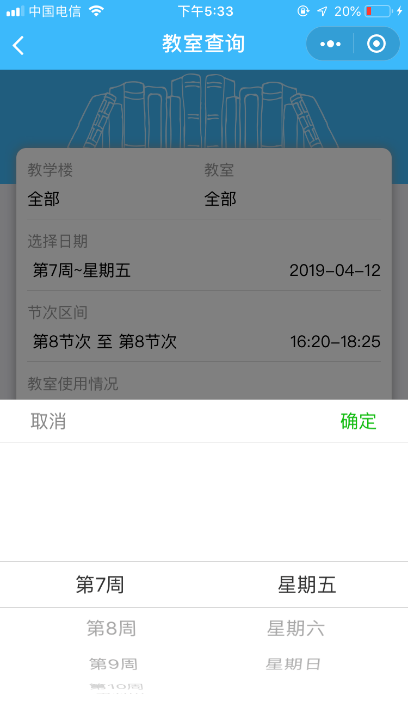 中国电信 下午5:33 20%
教室查询
教学楼 教室
全部 全部
选择日期
第7周~星期五 2019-04-12
节次区间
第8节次 至 第8节次 16:20-18:25
教室使用情况
取消 确定
第7周 星期五
第8周 星期六
第9周 星期日
第10周